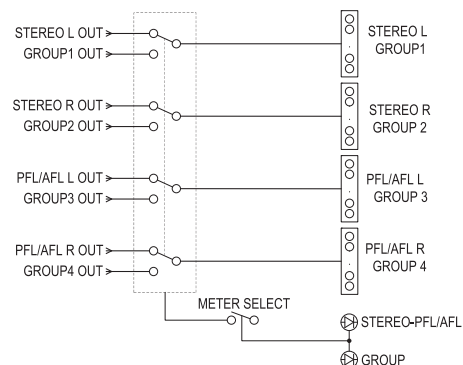 STEREO L OUT
GROUP1 OUT
STEREO L
GROUP1
STEREO R OUT
GROUP2 OUT
STEREO R
GROUP 2
PFL/AFL L OUT
GROUP3 OUT
PFL/AFL L
GROUP 3
PFL/AFL R OUT
GROUP4 OUT
PFL/AFL R
GROUP 4
METER SELECT
STEREO-PFL/AFL
GROUP